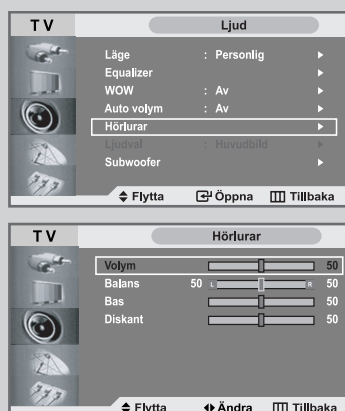 TV Ljud
Läge : Personlig
Equalizer
WOW : Av
Auto volym : Av
Hörlurar
Ljudval : Huvudbild
Subwoofer
Flytta Öppna Tillbaka
TV Hörlurar
Volym 50
Balans 50 L R 50
Bas 50
Diskant 50
Flytta Ändra Tillbaka